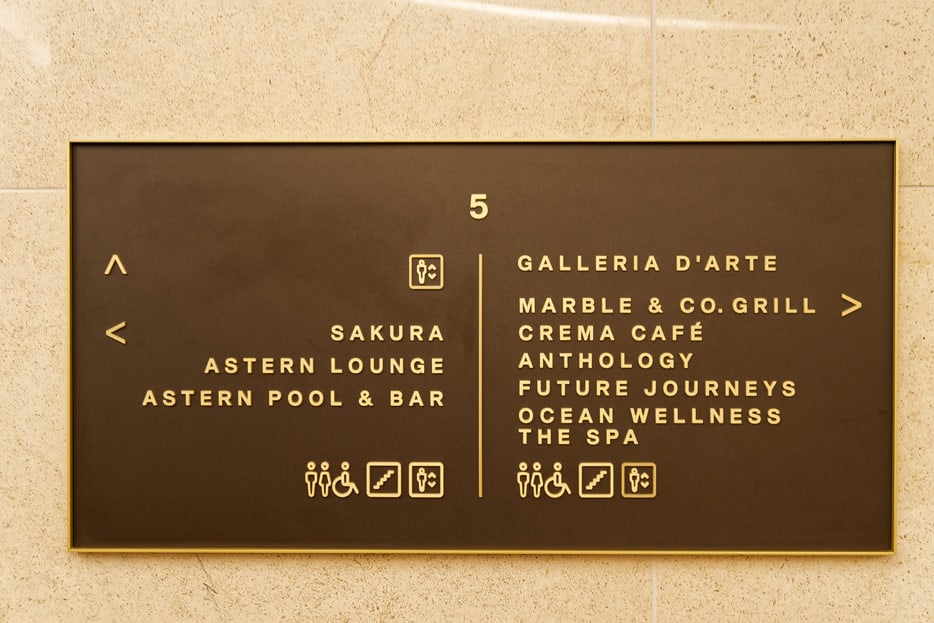 5
SAKURA
ASTERN LOUNGE
ASTERN POOL & BAR
GALLERIA D'ARTE
MARBLE & CO. GRILL
CREMA CAFÉ
ANTHOLOGY
FUTURE JOURNEYS
OCEAN WELLNESS
THE SPA